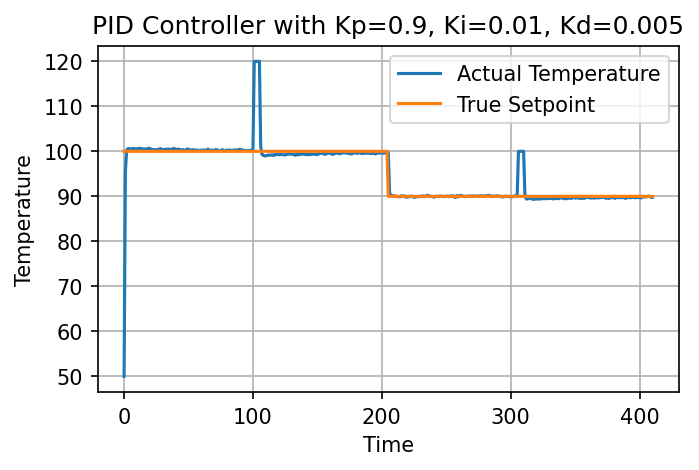 PID Controller with Kp=0.9, Ki=0.01, Kd=0.005
Actual Temperature
True Setpoint
Temperature
120
110
100
90
80
70
60
50
0
100
200
300
400
Time